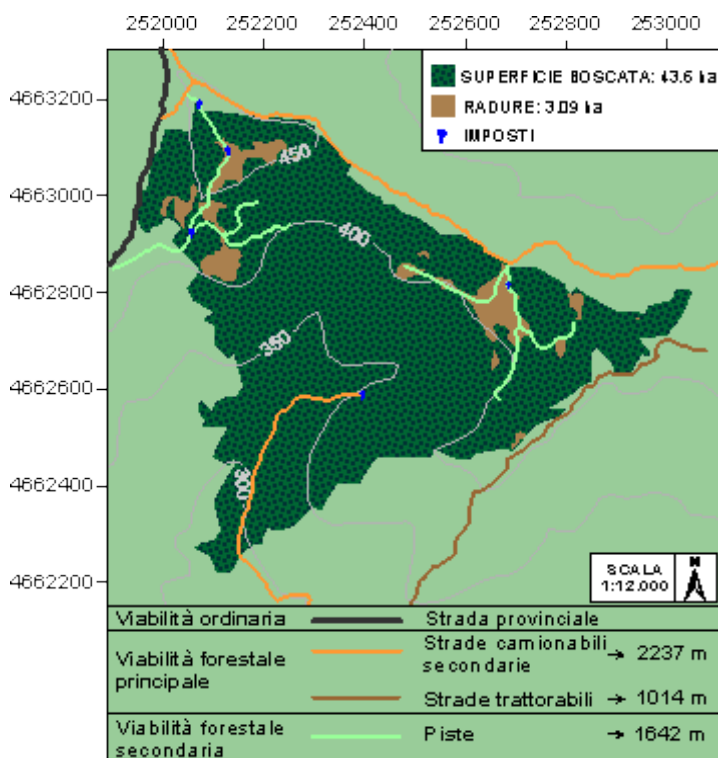 252000 252200 252400 252600 252800 253000
4663200
4663000
4662800
4662600
4662400
4662200
SUPERFICIE BOSCATA: 43.6 ha
RADURE: 3.09 ha
IMPOSTI
450
400
350
300
SCALA
1:12.000
N
Viabilità ordinaria Strada provinciale
Viabilità forestale
principale
Strade camionabili
secondarie → 2237 m
Strade trattorabili → 1014 m
Viabilità forestale
secondaria
Piste → 1642 m